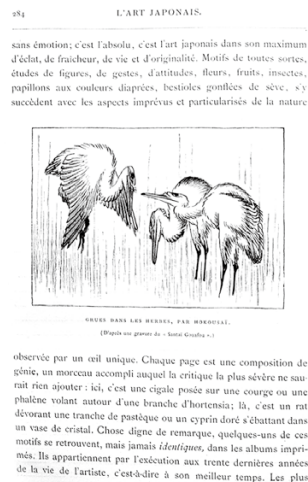 284 L'ART JAPONAIS.
sans émotion; c'est l'absolu, c'est l'art japonais dans son maximum
d'éclat, de fraîcheur, de vie et d'originalité. Motifs de toutes sortes,
études de figures, de gestes, d'attitudes, fleurs, fruits, insectes,
papillons aux couleurs diaprées, bestioles gonflées de sève, s'y
succèdent avec les aspects imprévus et particularisés de la nature
GRUES DANS LES HERBES, PAR HOKOUSAÏ.
(D'après une gravure du « Santaï Gouafou ».)
observée par un œil unique. Chaque page est une composition de
génie, un morceau accompli auquel la critique la plus sévère ne sau-
rait rien ajouter : ici, c'est une cigale posée sur une courge ou une
phalène volant autour d'une branche d'hortensia; là, c'est un rat
dévorant une tranche de pastèque ou un cyprin doré s'ébattant dans
un vase de cristal. Chose digne de remarque, quelques-uns de ces
motifs se retrouvent, mais jamais identiques, dans les albums impri-
més. Ils appartiennent par l'exécution aux trente dernières années
de la vie de l'artiste, c'est-à-dire à son meilleur temps. Les plus